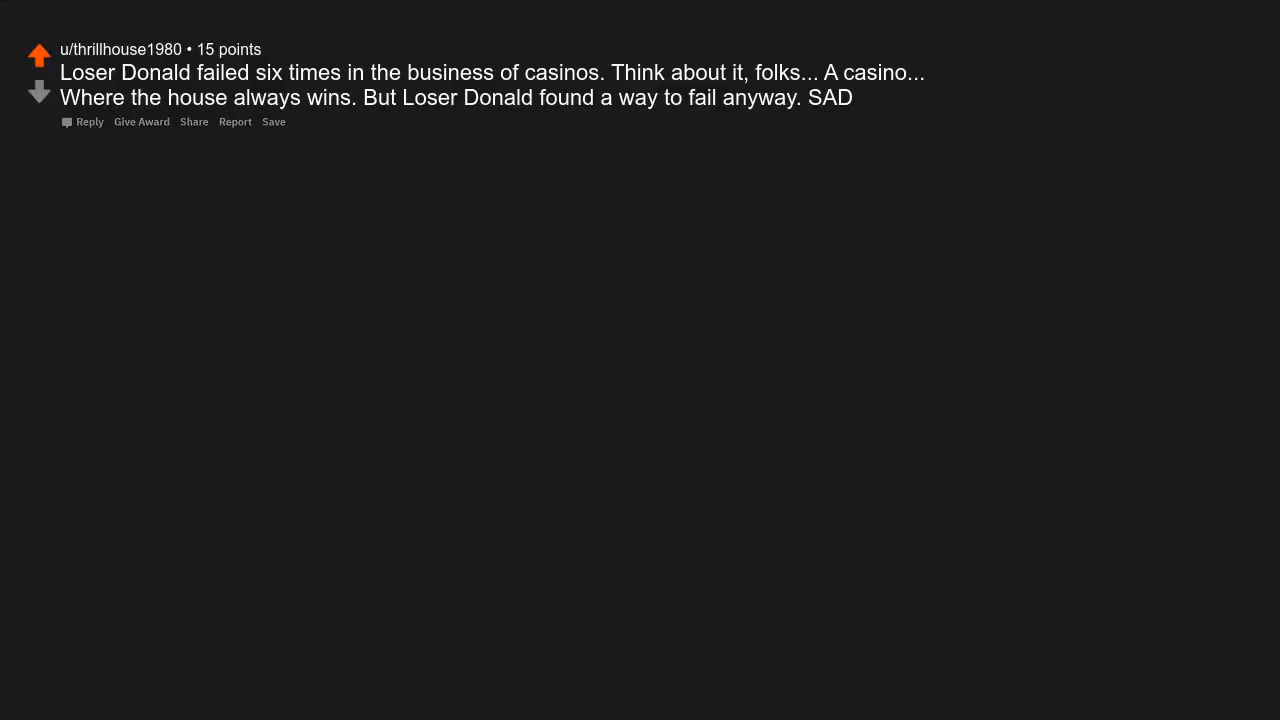 u/thrillhouse1980 • 15 points
Loser Donald failed six times in the business of casinos. Think about it, folks... A casino...
Where the house always wins. But Loser Donald found a way to fail anyway. SAD
Reply Give Award Share Report Save